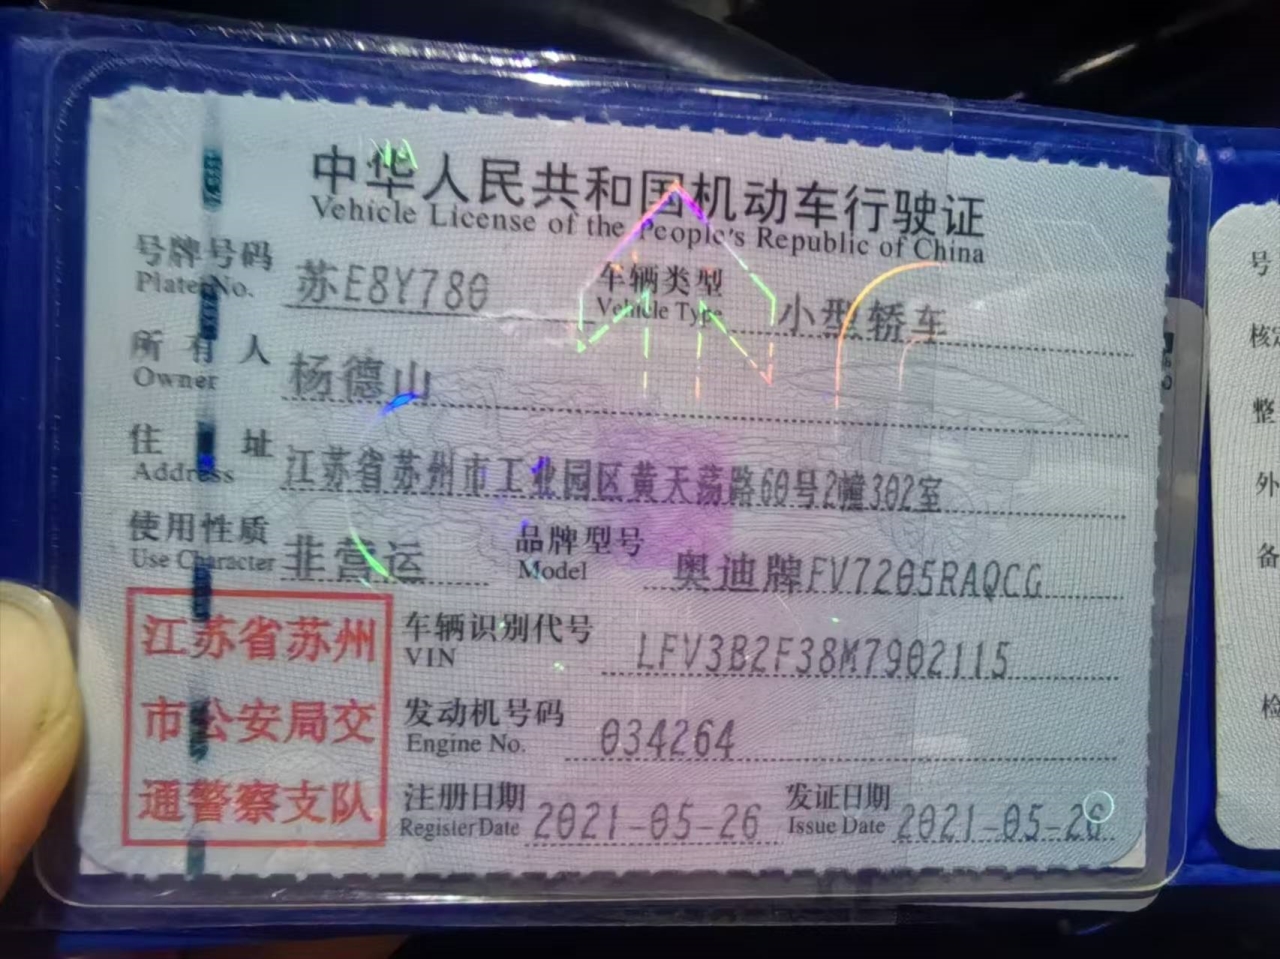 中华人民共和国机动车行驶证
Vehicle License of the People's Republic of China
号牌号码 苏E8Y780 车辆类型 小型轿车
Plate No. Vehicle Type
所有人 杨德山
Owner
住址 江苏省苏州市工业园区黄天荡路60号2幢302室
Address
使用性质 非营运 品牌型号 奥迪牌FV7205RAQCG
Use Character Model
江苏省苏州
市公安局交
通警察支队
车辆识别代号 LFV3B2F38M7902115
VIN
发动机号码 034264
Engine No.
注册日期 2021-05-26 发证日期 2021-05-26
Register Date Issue Date
号
核定
整
外
备
检